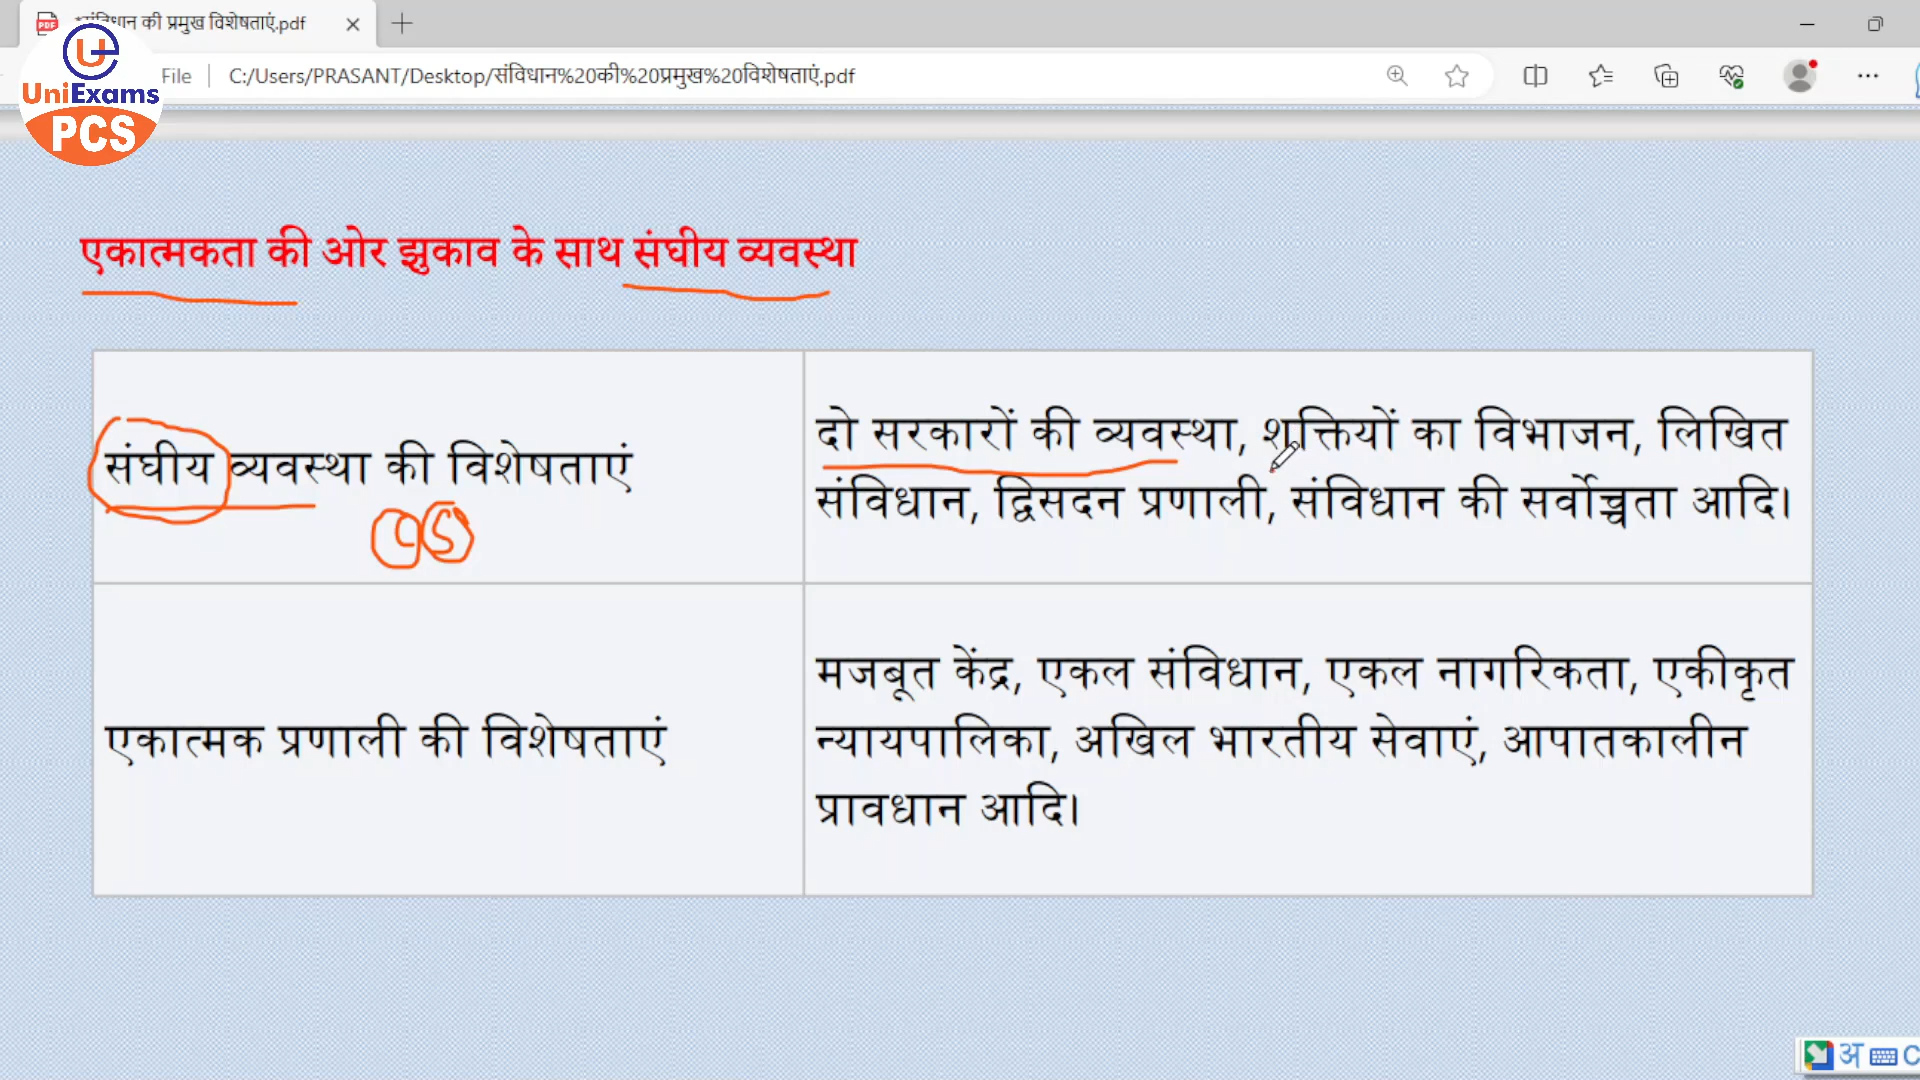 संविधान की प्रमुख विशेषताएं.pdf
File
C:/Users/PRASANT/Desktop/संविधान%20की%20प्रमुख%20विशेषताएं.pdf
U
UniExams
PCS
एकात्मकता की ओर झुकाव के साथ संघीय व्यवस्था
संघीय व्यवस्था की विशेषताएं
C S
दो सरकारों की व्यवस्था, शक्तियों का विभाजन, लिखित
संविधान, द्विसदन प्रणाली, संविधान की सर्वोच्चता आदि।
एकात्मक प्रणाली की विशेषताएं
मजबूत केंद्र, एकल संविधान, एकल नागरिकता, एकीकृत
न्यायपालिका, अखिल भारतीय सेवाएं, आपातकालीन
प्रावधान आदि।
अ